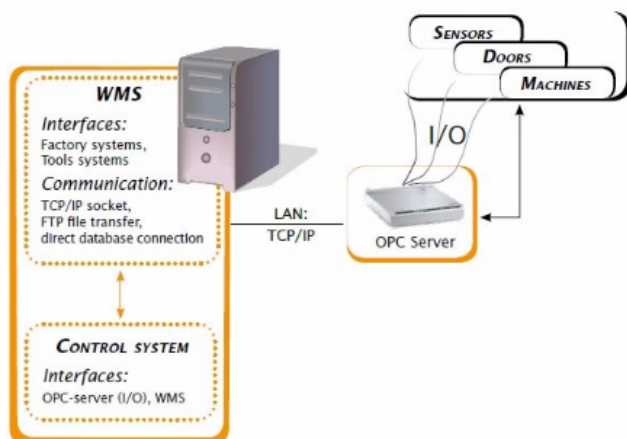 SENSORS
DOORS
MACHINES
I/O
WMS
Interfaces:
Factory systems,
Tools systems
Communication:
TCP/IP socket,
FTP file transfer,
direct database connection
LAN:
TCP/IP
OPC Server
CONTROL SYSTEM
Interfaces:
OPC-server (I/O), WMS